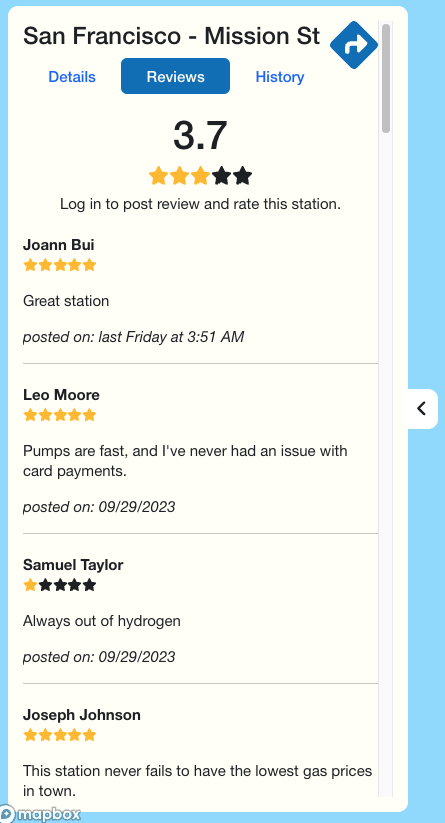 San Francisco - Mission St
Details
Reviews
History
3.7
Log in to post review and rate this station.
Joann Bui
Great station
posted on: last Friday at 3:51 AM
Leo Moore
Pumps are fast, and I've never had an issue with
card payments.
posted on: 09/29/2023
Samuel Taylor
Always out of hydrogen
posted on: 09/29/2023
Joseph Johnson
This station never fails to have the lowest gas prices
in town.
mapbox